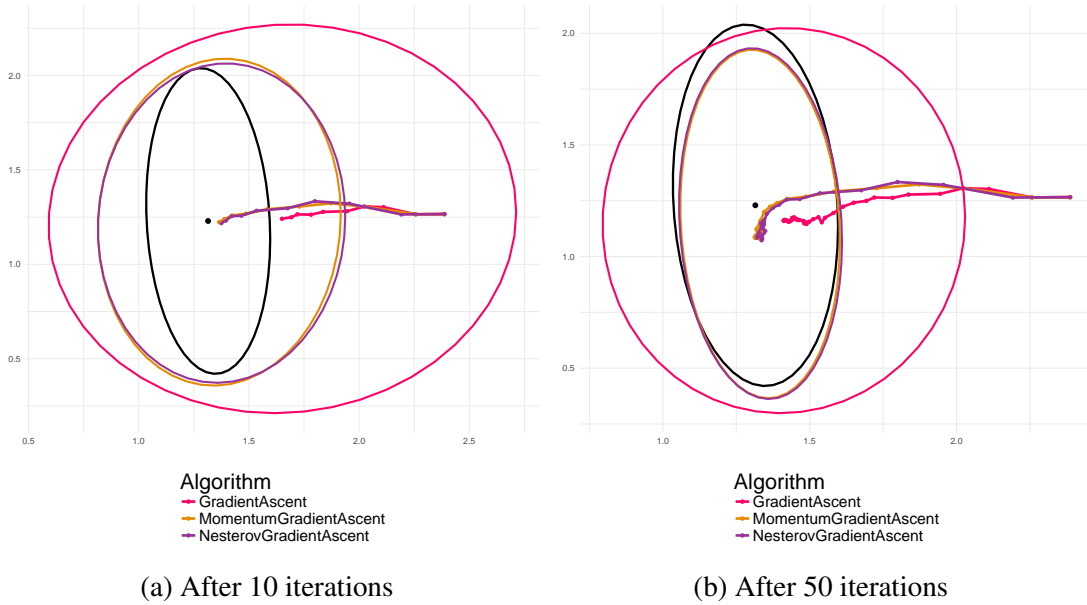 2.0
1.5
1.0
0.5
0.5 1.0 1.5 2.0 2.5
Algorithm
GradientAscent
MomentumGradientAscent
NesterovGradientAscent
(a) After 10 iterations
2.0
1.5
1.0
0.5
1.0 1.5 2.0
Algorithm
GradientAscent
MomentumGradientAscent
NesterovGradientAscent
(b) After 50 iterations